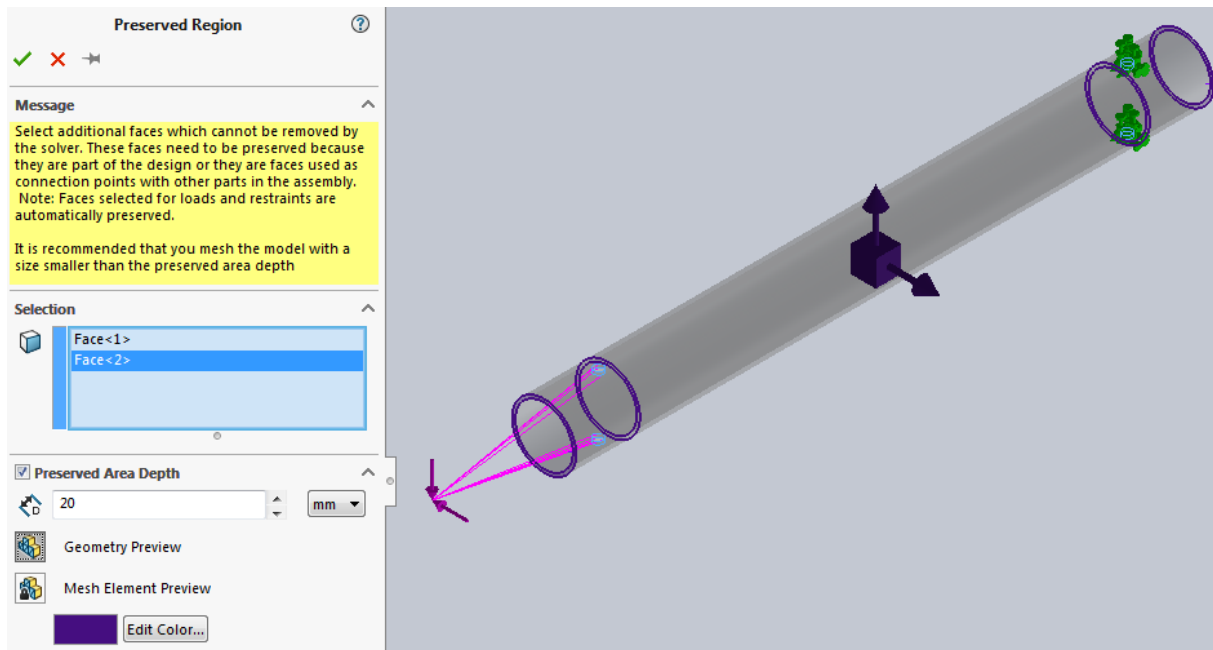 Preserved Region
Message
Select additional faces which cannot be removed by
the solver. These faces need to be preserved because
they are part of the design or they are faces used as
connection points with other parts in the assembly.
Note: Faces selected for loads and restraints are
automatically preserved.
It is recommended that you mesh the model with a
size smaller than the preserved area depth
Selection
Face<1>
Face<2>
Preserved Area Depth
D 20 mm
Geometry Preview
Mesh Element Preview
Edit Color...